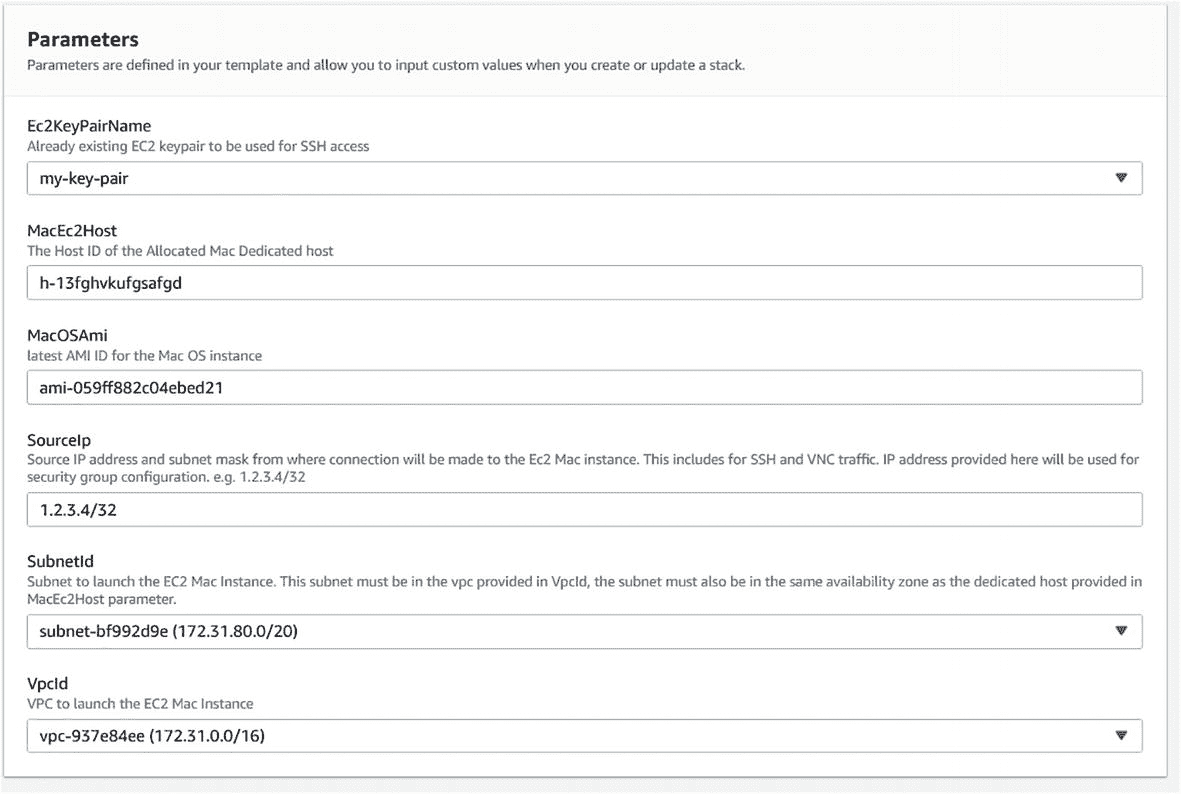 Parameters
Parameters are defined in your template and allow you to input custom values when you create or update a stack.
Ec2KeyPairName
Already existing EC2 keypair to be used for SSH access
my-key-pair
MacEc2Host
The Host ID of the Allocated Mac Dedicated host
h-13fghvkufgsafgd
MacOSAmi
latest AMI ID for the Mac OS instance
ami-059ff882c04ebed21
SourceIp
Source IP address and subnet mask from where connection will be made to the Ec2 Mac instance. This includes for SSH and VNC traffic. IP address provided here will be used for
security group configuration. e.g. 1.2.3.4/32
1.2.3.4/32
SubnetId
Subnet to launch the EC2 Mac Instance. This subnet must be in the vpc provided in VpcId, the subnet must also be in the same availability zone as the dedicated host provided in
MacEc2Host parameter.
subnet-bf992d9e (172.31.80.0/20)
VpcId
VPC to launch the EC2 Mac Instance
vpc-937e84ee (172.31.0.0/16)